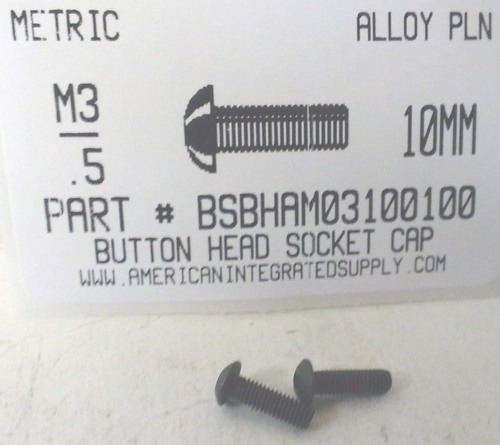 METRIC ALLOY PLN
M3
.5
10MM
PART # BSBHAM03100100
BUTTON HEAD SOCKET CAP
WWW.AMERICANINTEGRATEDSUPPLY.COM